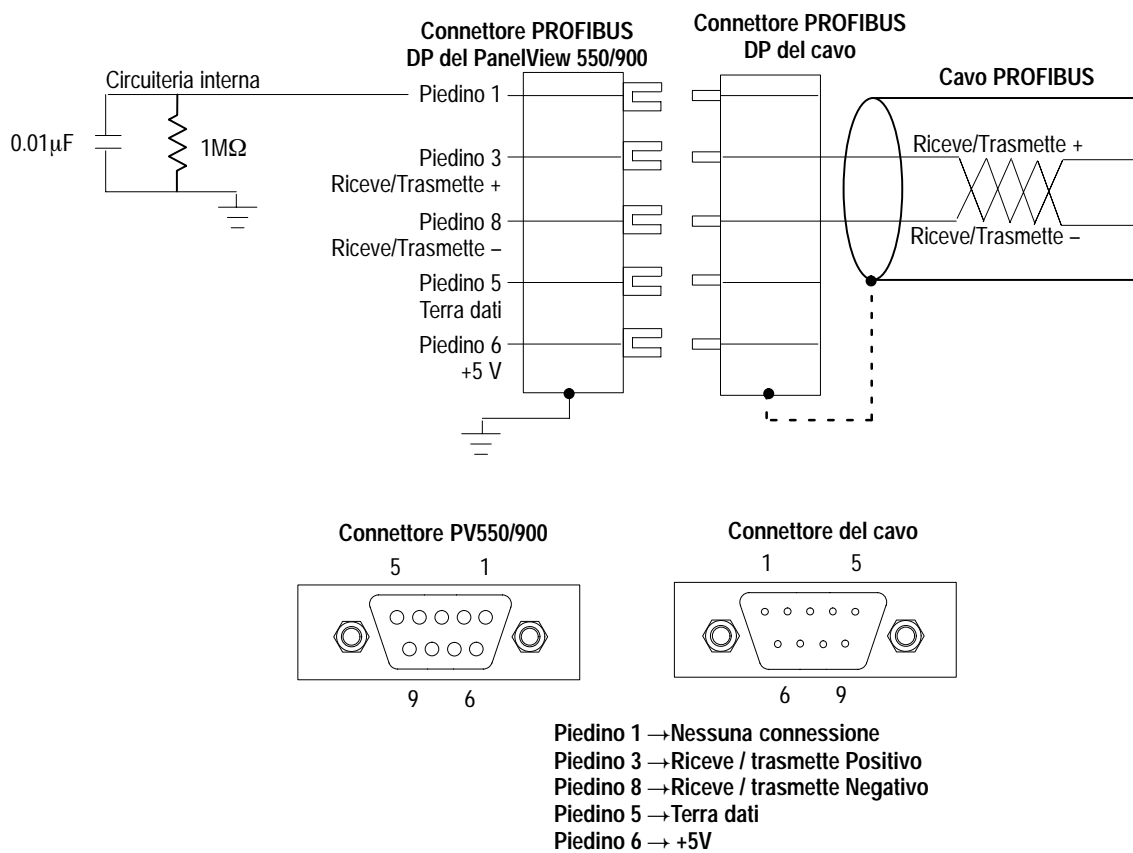 Connettore PROFIBUS
DP del PanelView 550/900
Connettore PROFIBUS
DP del cavo
Cavo PROFIBUS
Circuiteria interna
0.01µF
1MΩ
Piedino 1
Piedino 3
Riceve/Trasmette +
Piedino 8
Riceve/Trasmette –
Piedino 5
Terra dati
Piedino 6
+5 V
Riceve/Trasmette +
Riceve/Trasmette –
Connettore PV550/900
5 1
9 6
Connettore del cavo
1 5
6 9
Piedino 1 →Nessuna connessione
Piedino 3 →Riceve / trasmette Positivo
Piedino 8 →Riceve / trasmette Negativo
Piedino 5 →Terra dati
Piedino 6 → +5V